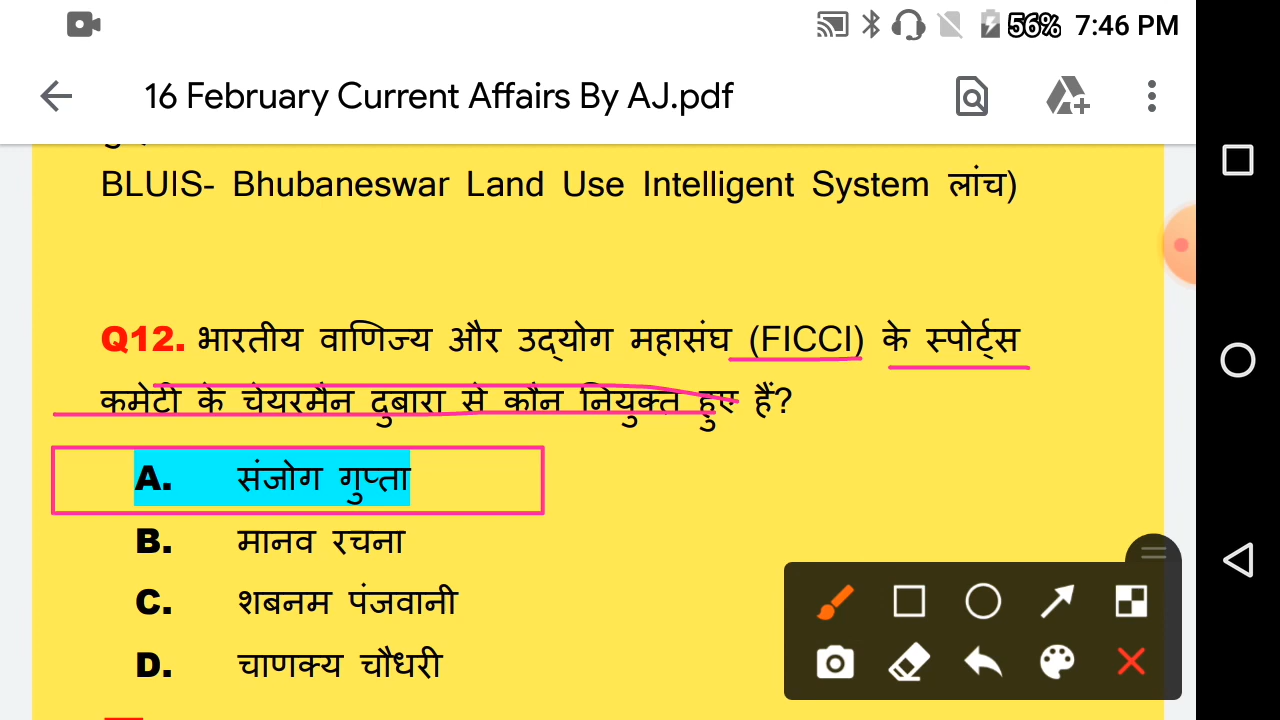 56% 7:46 PM
16 February Current Affairs By AJ.pdf
BLUIS- Bhubaneswar Land Use Intelligent System लांच)
Q12. भारतीय वाणिज्य और उद्योग महासंघ (FICCI) के स्पोर्ट्स
कमेटी के चेयरमैन दुबारा से कौन नियुक्त हुए हैं?
A. संजोग गुप्ता
B. मानव रचना
C. शबनम पंजवानी
D. चाणक्य चौधरी